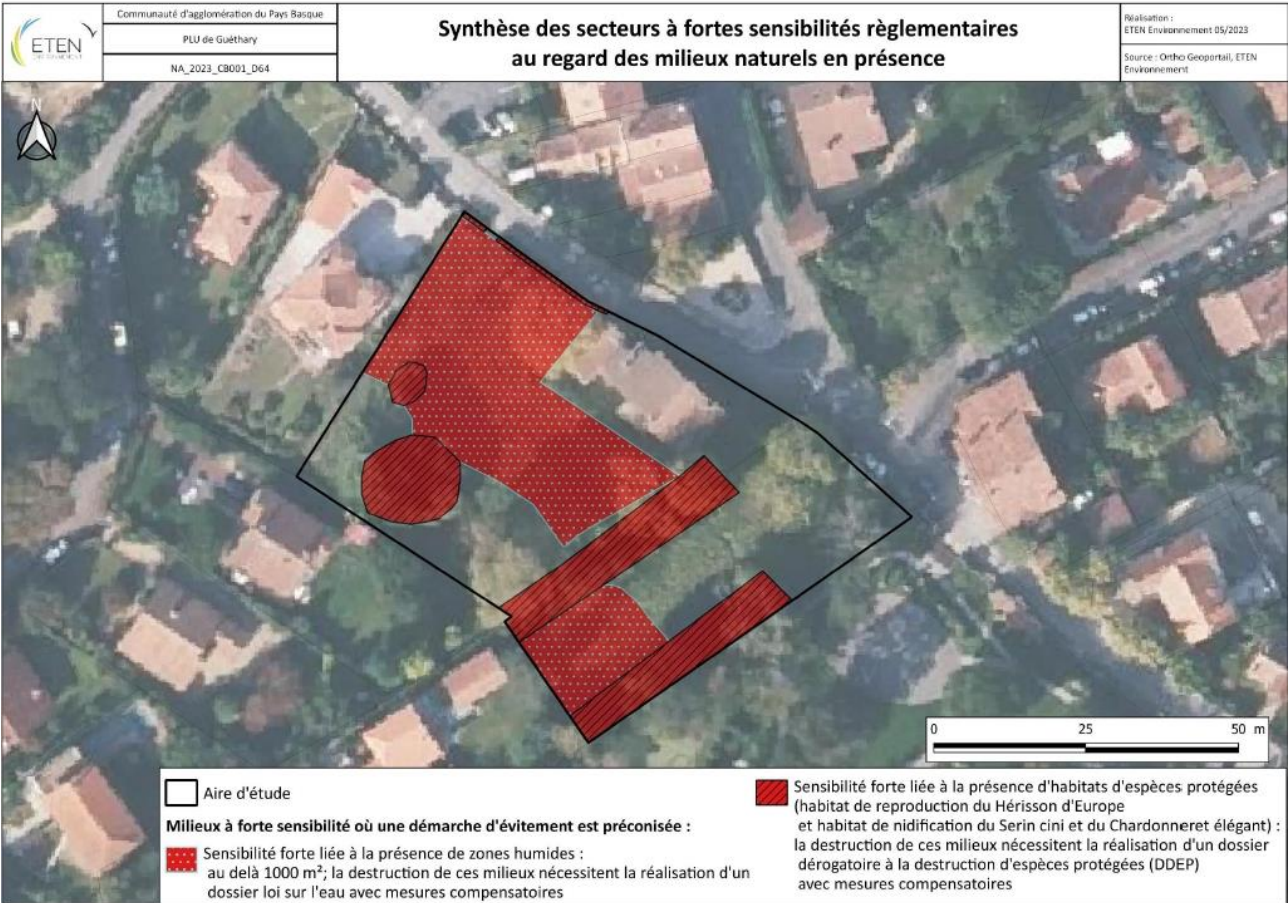 ETEN
ENVIRONNEMENT
Communauté d'agglomération du Pays Basque
PLU de Guéthary
NA_2023_CB001_D64
Synthèse des secteurs à fortes sensibilités règlementaires
au regard des milieux naturels en présence
Réalisation :
ETEN Environnement 05/2023
Source : Ortho Geoportail, ETEN
Environnement
N
0 25 50 m
Aire d'étude
Milieux à forte sensibilité où une démarche d'évitement est préconisée :
Sensibilité forte liée à la présence de zones humides :
au delà 1000 m²; la destruction de ces milieux nécessitent la réalisation d'un
dossier loi sur l'eau avec mesures compensatoires
Sensibilité forte liée à la présence d'habitats d'espèces protégées
(habitat de reproduction du Hérisson d'Europe
et habitat de nidification du Serin cini et du Chardonneret élégant) :
la destruction de ces milieux nécessitent la réalisation d'un dossier
dérogatoire à la destruction d'espèces protégées (DDEP)
avec mesures compensatoires